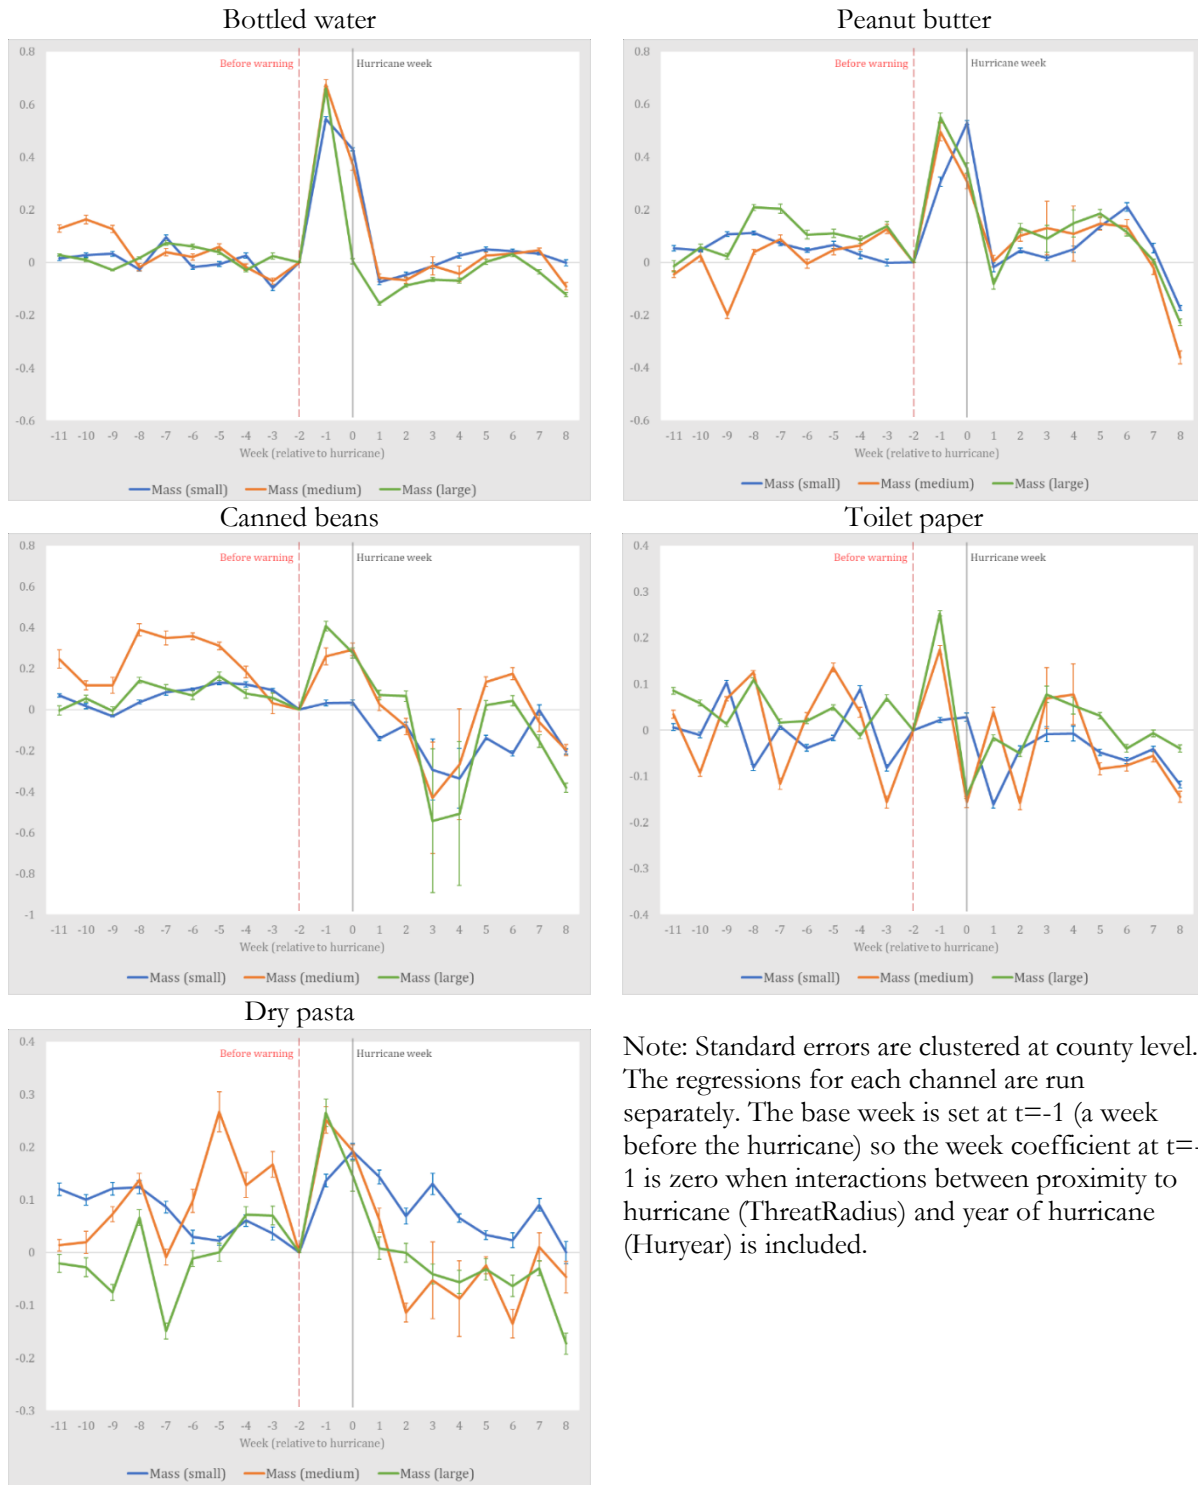 Bottled water
0.8
0.6
0.4
0.2
0
-0.2
-0.4
-0.6
Before warning
Hurricane week
-11 -10 -9 -8 -7 -6 -5 -4 -3 -2 -1 0 1 2 3 4 5 6 7 8
Week (relative to hurricane)
Mass (small) Mass (medium) Mass (large)
Peanut butter
0.8
0.6
0.4
0.2
0
-0.2
-0.4
-0.6
Before warning
Hurricane week
-11 -10 -9 -8 -7 -6 -5 -4 -3 -2 -1 0 1 2 3 4 5 6 7 8
Week (relative to hurricane)
Mass (small) Mass (medium) Mass (large)
Canned beans
0.8
0.6
0.4
0.2
0
-0.2
-0.4
-0.6
-0.8
-1
Before warning
Hurricane week
-11 -10 -9 -8 -7 -6 -5 -4 -3 -2 -1 0 1 2 3 4 5 6 7 8
Week (relative to hurricane)
Mass (small) Mass (medium) Mass (large)
Toilet paper
0.4
0.3
0.2
0.1
0
-0.1
-0.2
-0.3
-0.4
Before warning
Hurricane week
-11 -10 -9 -8 -7 -6 -5 -4 -3 -2 -1 0 1 2 3 4 5 6 7 8
Week (relative to hurricane)
Mass (small) Mass (medium) Mass (large)
Dry pasta
0.4
0.3
0.2
0.1
0
-0.1
-0.2
-0.3
Before warning
Hurricane week
-11 -10 -9 -8 -7 -6 -5 -4 -3 -2 -1 0 1 2 3 4 5 6 7 8
Week (relative to hurricane)
Mass (small) Mass (medium) Mass (large)
Note: Standard errors are clustered at county level.
The regressions for each channel are run
separately. The base week is set at t=-1 (a week
before the hurricane) so the week coefficient at t=-
1 is zero when interactions between proximity to
hurricane (ThreatRadius) and year of hurricane
(Huryear) is included.